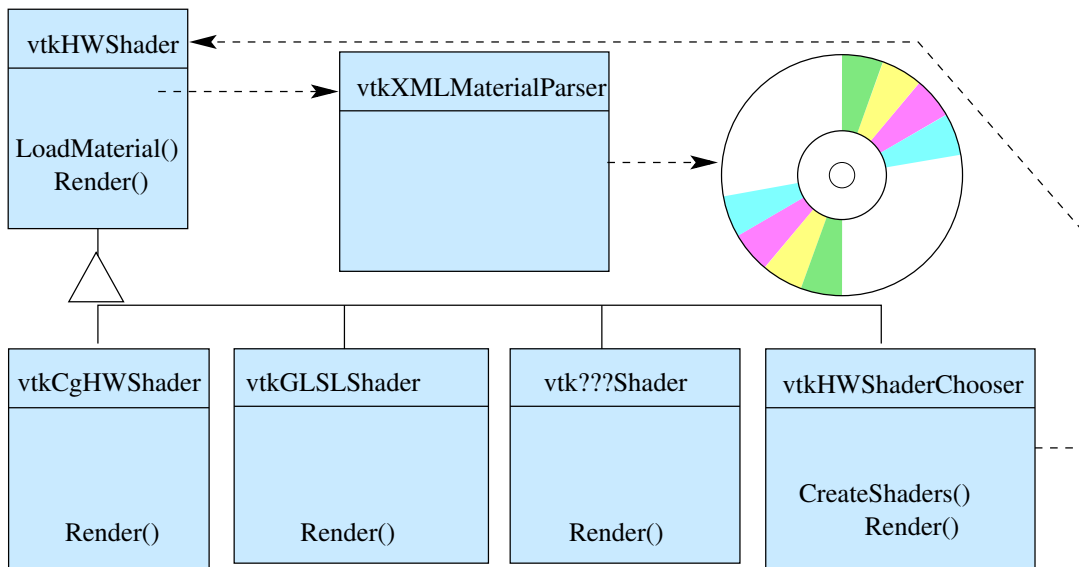 vtkHWShader
LoadMaterial()
Render()
vtkXMLMaterialParser
vtkCgHWShader
Render()
vtkGLSLShader
Render()
vtk???Shader
Render()
vtkHWShaderChooser
CreateShaders()
Render()